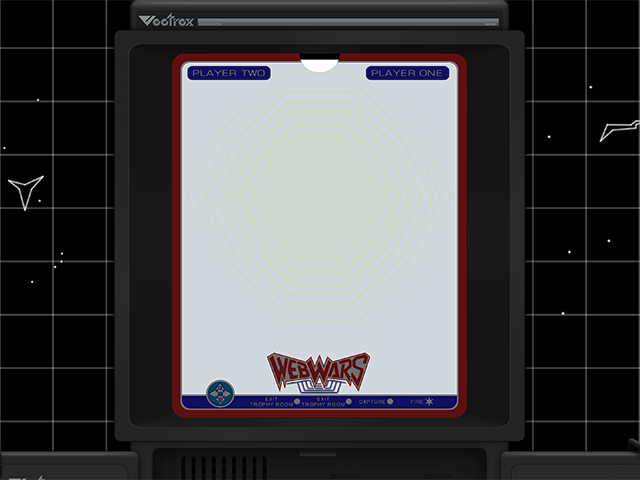 Vectrex
PLAYER TWO PLAYER ONE
WEBWARS
EXIT EXIT
TROPHY ROOM TROPHY ROOM CAPTURE FIRE